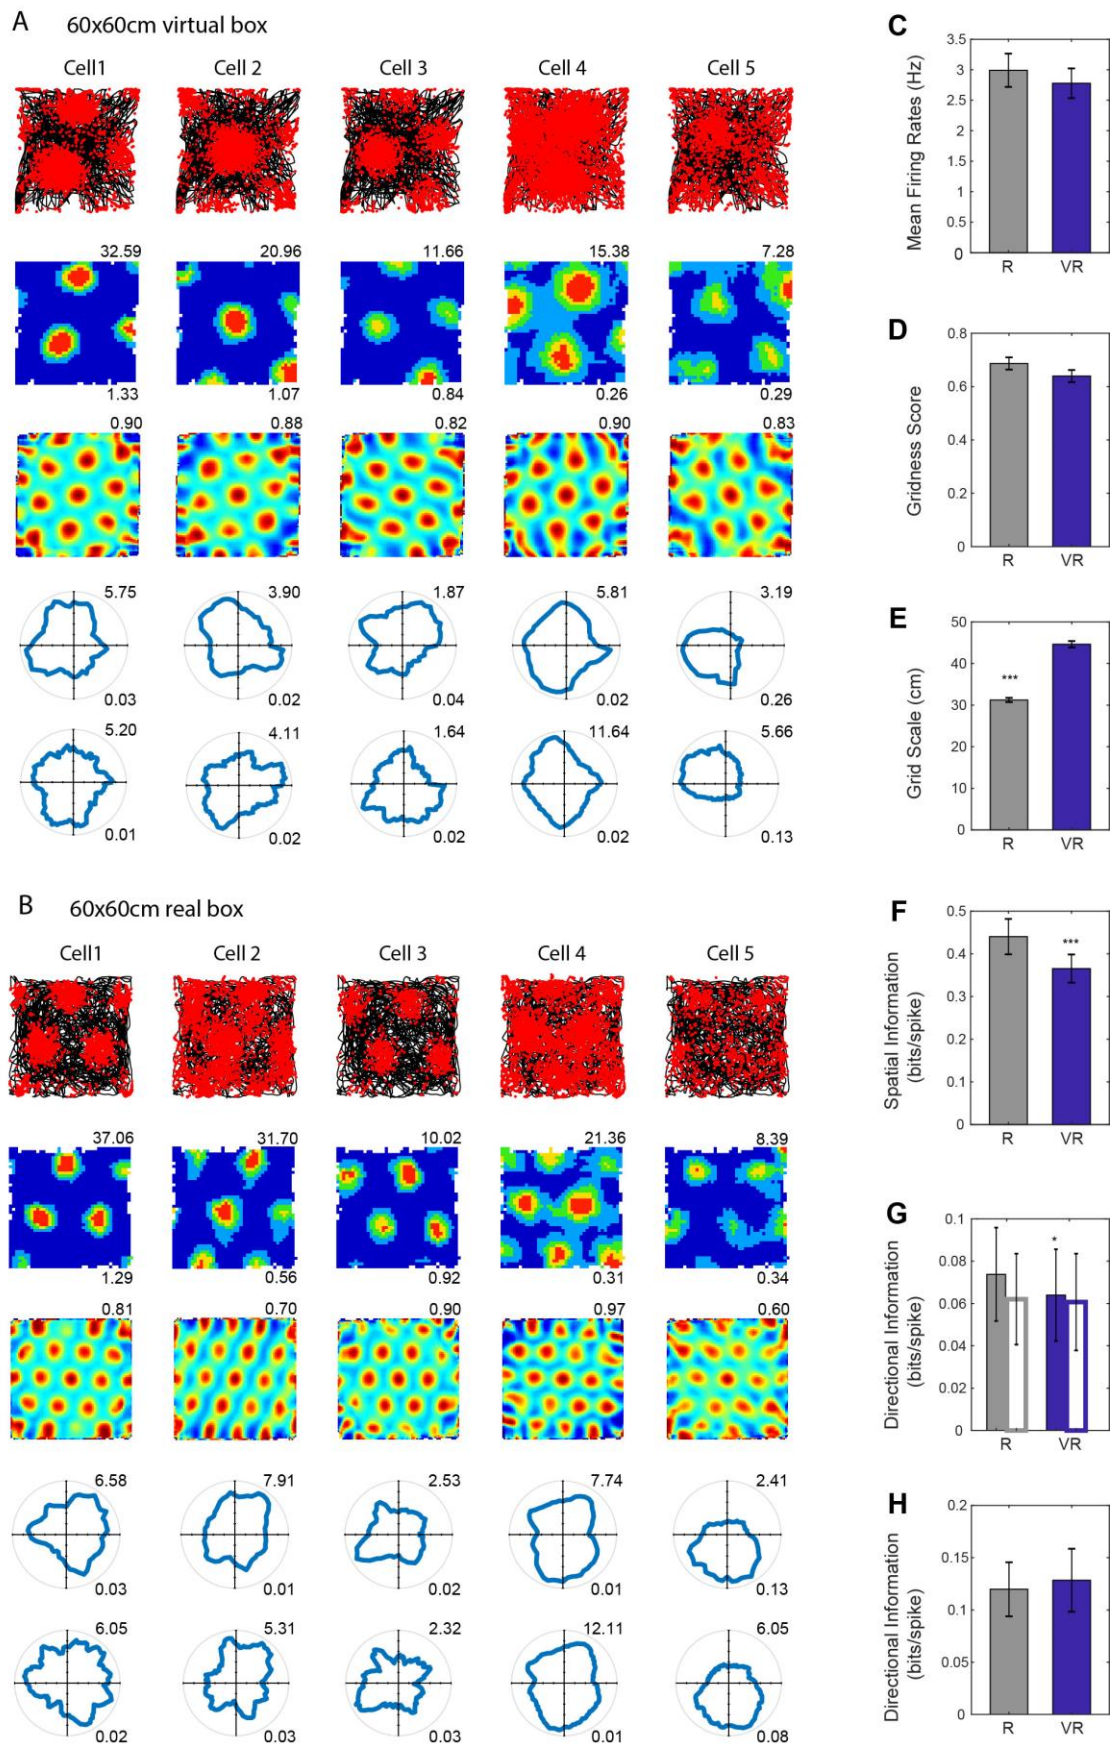 A 60x60cm virtual box
Cell1 Cell 2 Cell 3 Cell 4 Cell 5
32.59 20.96 11.66 15.38 7.28
1.33 1.07 0.84 0.26 0.29
0.90 0.88 0.82 0.90 0.83
5.75 3.90 1.87 5.81 3.19
0.03 0.02 0.04 0.02 0.26
5.20 4.11 1.64 11.64 5.66
0.01 0.02 0.02 0.02 0.13
B 60x60cm real box
Cell1 Cell 2 Cell 3 Cell 4 Cell 5
37.06 31.70 10.02 21.36 8.39
1.29 0.56 0.92 0.31 0.34
0.81 0.70 0.90 0.97 0.60
6.58 7.91 2.53 7.74 2.41
0.03 0.01 0.02 0.01 0.13
6.05 5.31 2.32 12.11 6.05
0.02 0.03 0.03 0.01 0.08
C
Mean Firing Rates (Hz)
3.5
3
2.5
2
1.5
1
0.5
0
R VR
D
Gridness Score
0.8
0.6
0.4
0.2
0
R VR
E
Grid Scale (cm)
50
40
30
20
10
0
***
R VR
F
Spatial Information
(bits/spike)
0.5
0.4
0.3
0.2
0.1
0
***
R VR
G
Directional Information
(bits/spike)
0.1
0.08
0.06
0.04
0.02
0
*
R VR
H
Directional Information
(bits/spike)
0.2
0.15
0.1
0.05
0
R VR